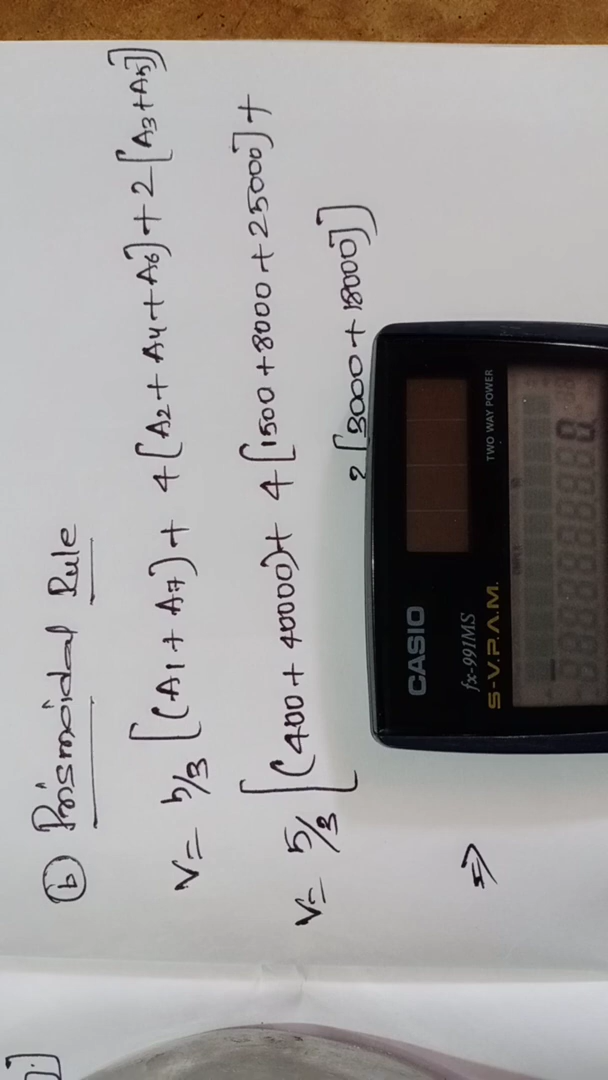 (b) Prismoidal Rule
V= h/3 [(A1+A7)+ 4[A2+A4+A6]+2[A3+A5]]
V= 5/3 [(400+40000)+ 4[1500+8000+25000]+
2[3000+18000]]
⇒
CASIO
fx-991MS
S-V.P.A.M.
TWO WAY POWER